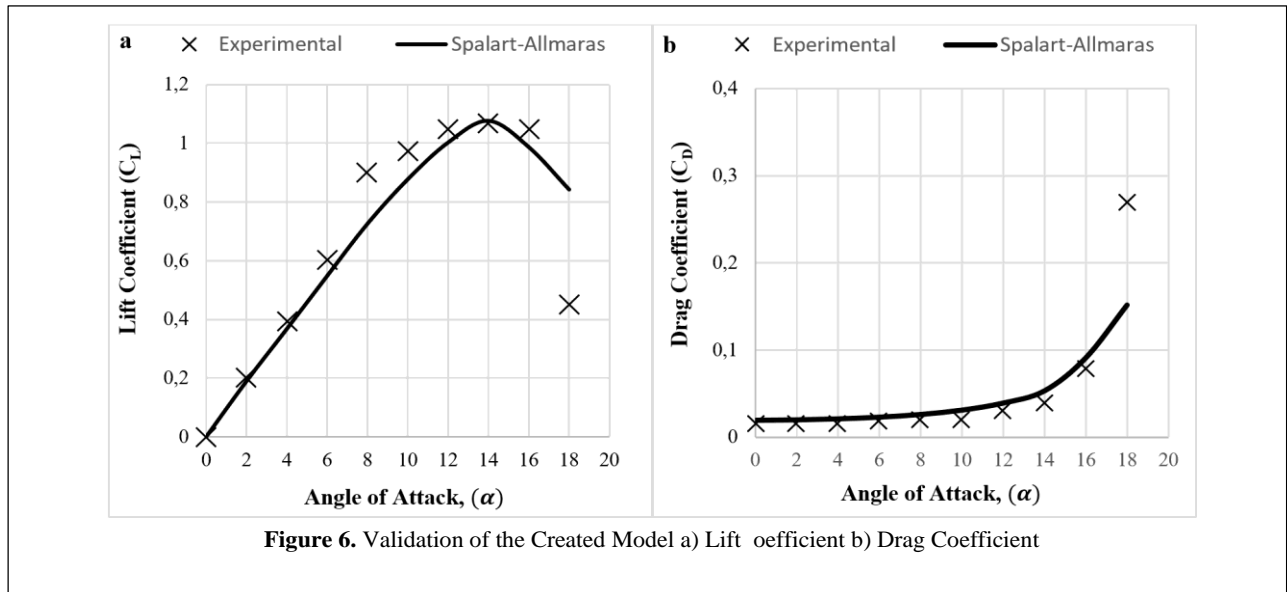 a Experimental Spalart-Allmaras
1,2
1
0,8
0,6
0,4
0,2
0
Lift Coefficient (C_L)
0 2 4 6 8 10 12 14 16 18 20
Angle of Attack, (α)
b Experimental Spalart-Allmaras
0,4
0,3
0,2
0,1
0
Drag Coefficient (C_D)
0 2 4 6 8 10 12 14 16 18 20
Angle of Attack, (α)
Figure 6. Validation of the Created Model a) Lift oefficient b) Drag Coefficient